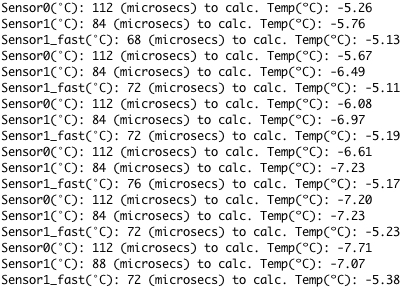 Sensor0(°C): 112 (microsecs) to calc. Temp(°C): -5.26
Sensor1(°C): 84 (microsecs) to calc. Temp(°C): -5.76
Sensor1_fast(°C): 68 (microsecs) to calc. Temp(°C): -5.13
Sensor0(°C): 112 (microsecs) to calc. Temp(°C): -5.67
Sensor1(°C): 84 (microsecs) to calc. Temp(°C): -6.49
Sensor1_fast(°C): 72 (microsecs) to calc. Temp(°C): -5.11
Sensor0(°C): 112 (microsecs) to calc. Temp(°C): -6.08
Sensor1(°C): 84 (microsecs) to calc. Temp(°C): -6.97
Sensor1_fast(°C): 72 (microsecs) to calc. Temp(°C): -5.19
Sensor0(°C): 112 (microsecs) to calc. Temp(°C): -6.61
Sensor1(°C): 84 (microsecs) to calc. Temp(°C): -7.23
Sensor1_fast(°C): 76 (microsecs) to calc. Temp(°C): -5.17
Sensor0(°C): 112 (microsecs) to calc. Temp(°C): -7.20
Sensor1(°C): 84 (microsecs) to calc. Temp(°C): -7.23
Sensor1_fast(°C): 72 (microsecs) to calc. Temp(°C): -5.23
Sensor0(°C): 112 (microsecs) to calc. Temp(°C): -7.71
Sensor1(°C): 88 (microsecs) to calc. Temp(°C): -7.07
Sensor1_fast(°C): 72 (microsecs) to calc. Temp(°C): -5.38